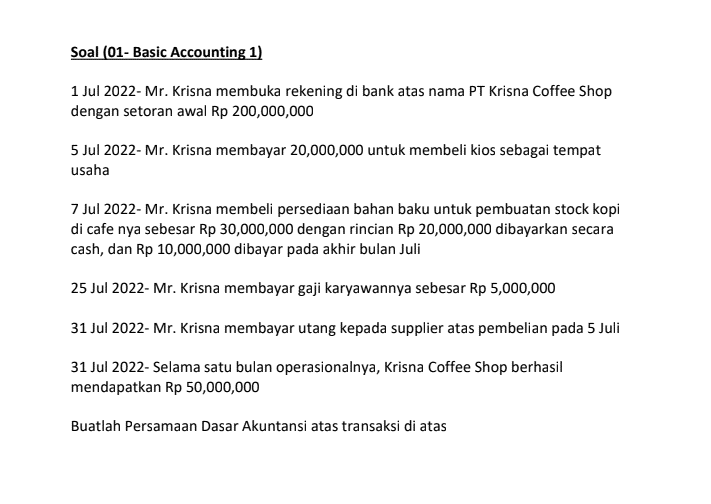 Soal (01- Basic Accounting 1)
1 Jul 2022- Mr. Krisna membuka rekening di bank atas nama PT Krisna Coffee Shop
dengan setoran awal Rp 200,000,000
5 Jul 2022- Mr. Krisna membayar 20,000,000 untuk membeli kios sebagai tempat
usaha
7 Jul 2022- Mr. Krisna membeli persediaan bahan baku untuk pembuatan stock kopi
di cafe nya sebesar Rp 30,000,000 dengan rincian Rp 20,000,000 dibayarkan secara
cash, dan Rp 10,000,000 dibayar pada akhir bulan Juli
25 Jul 2022- Mr. Krisna membayar gaji karyawannya sebesar Rp 5,000,000
31 Jul 2022- Mr. Krisna membayar utang kepada supplier atas pembelian pada 5 Juli
31 Jul 2022- Selama satu bulan operasionalnya, Krisna Coffee Shop berhasil
mendapatkan Rp 50,000,000
Buatlah Persamaan Dasar Akuntansi atas transaksi di atas